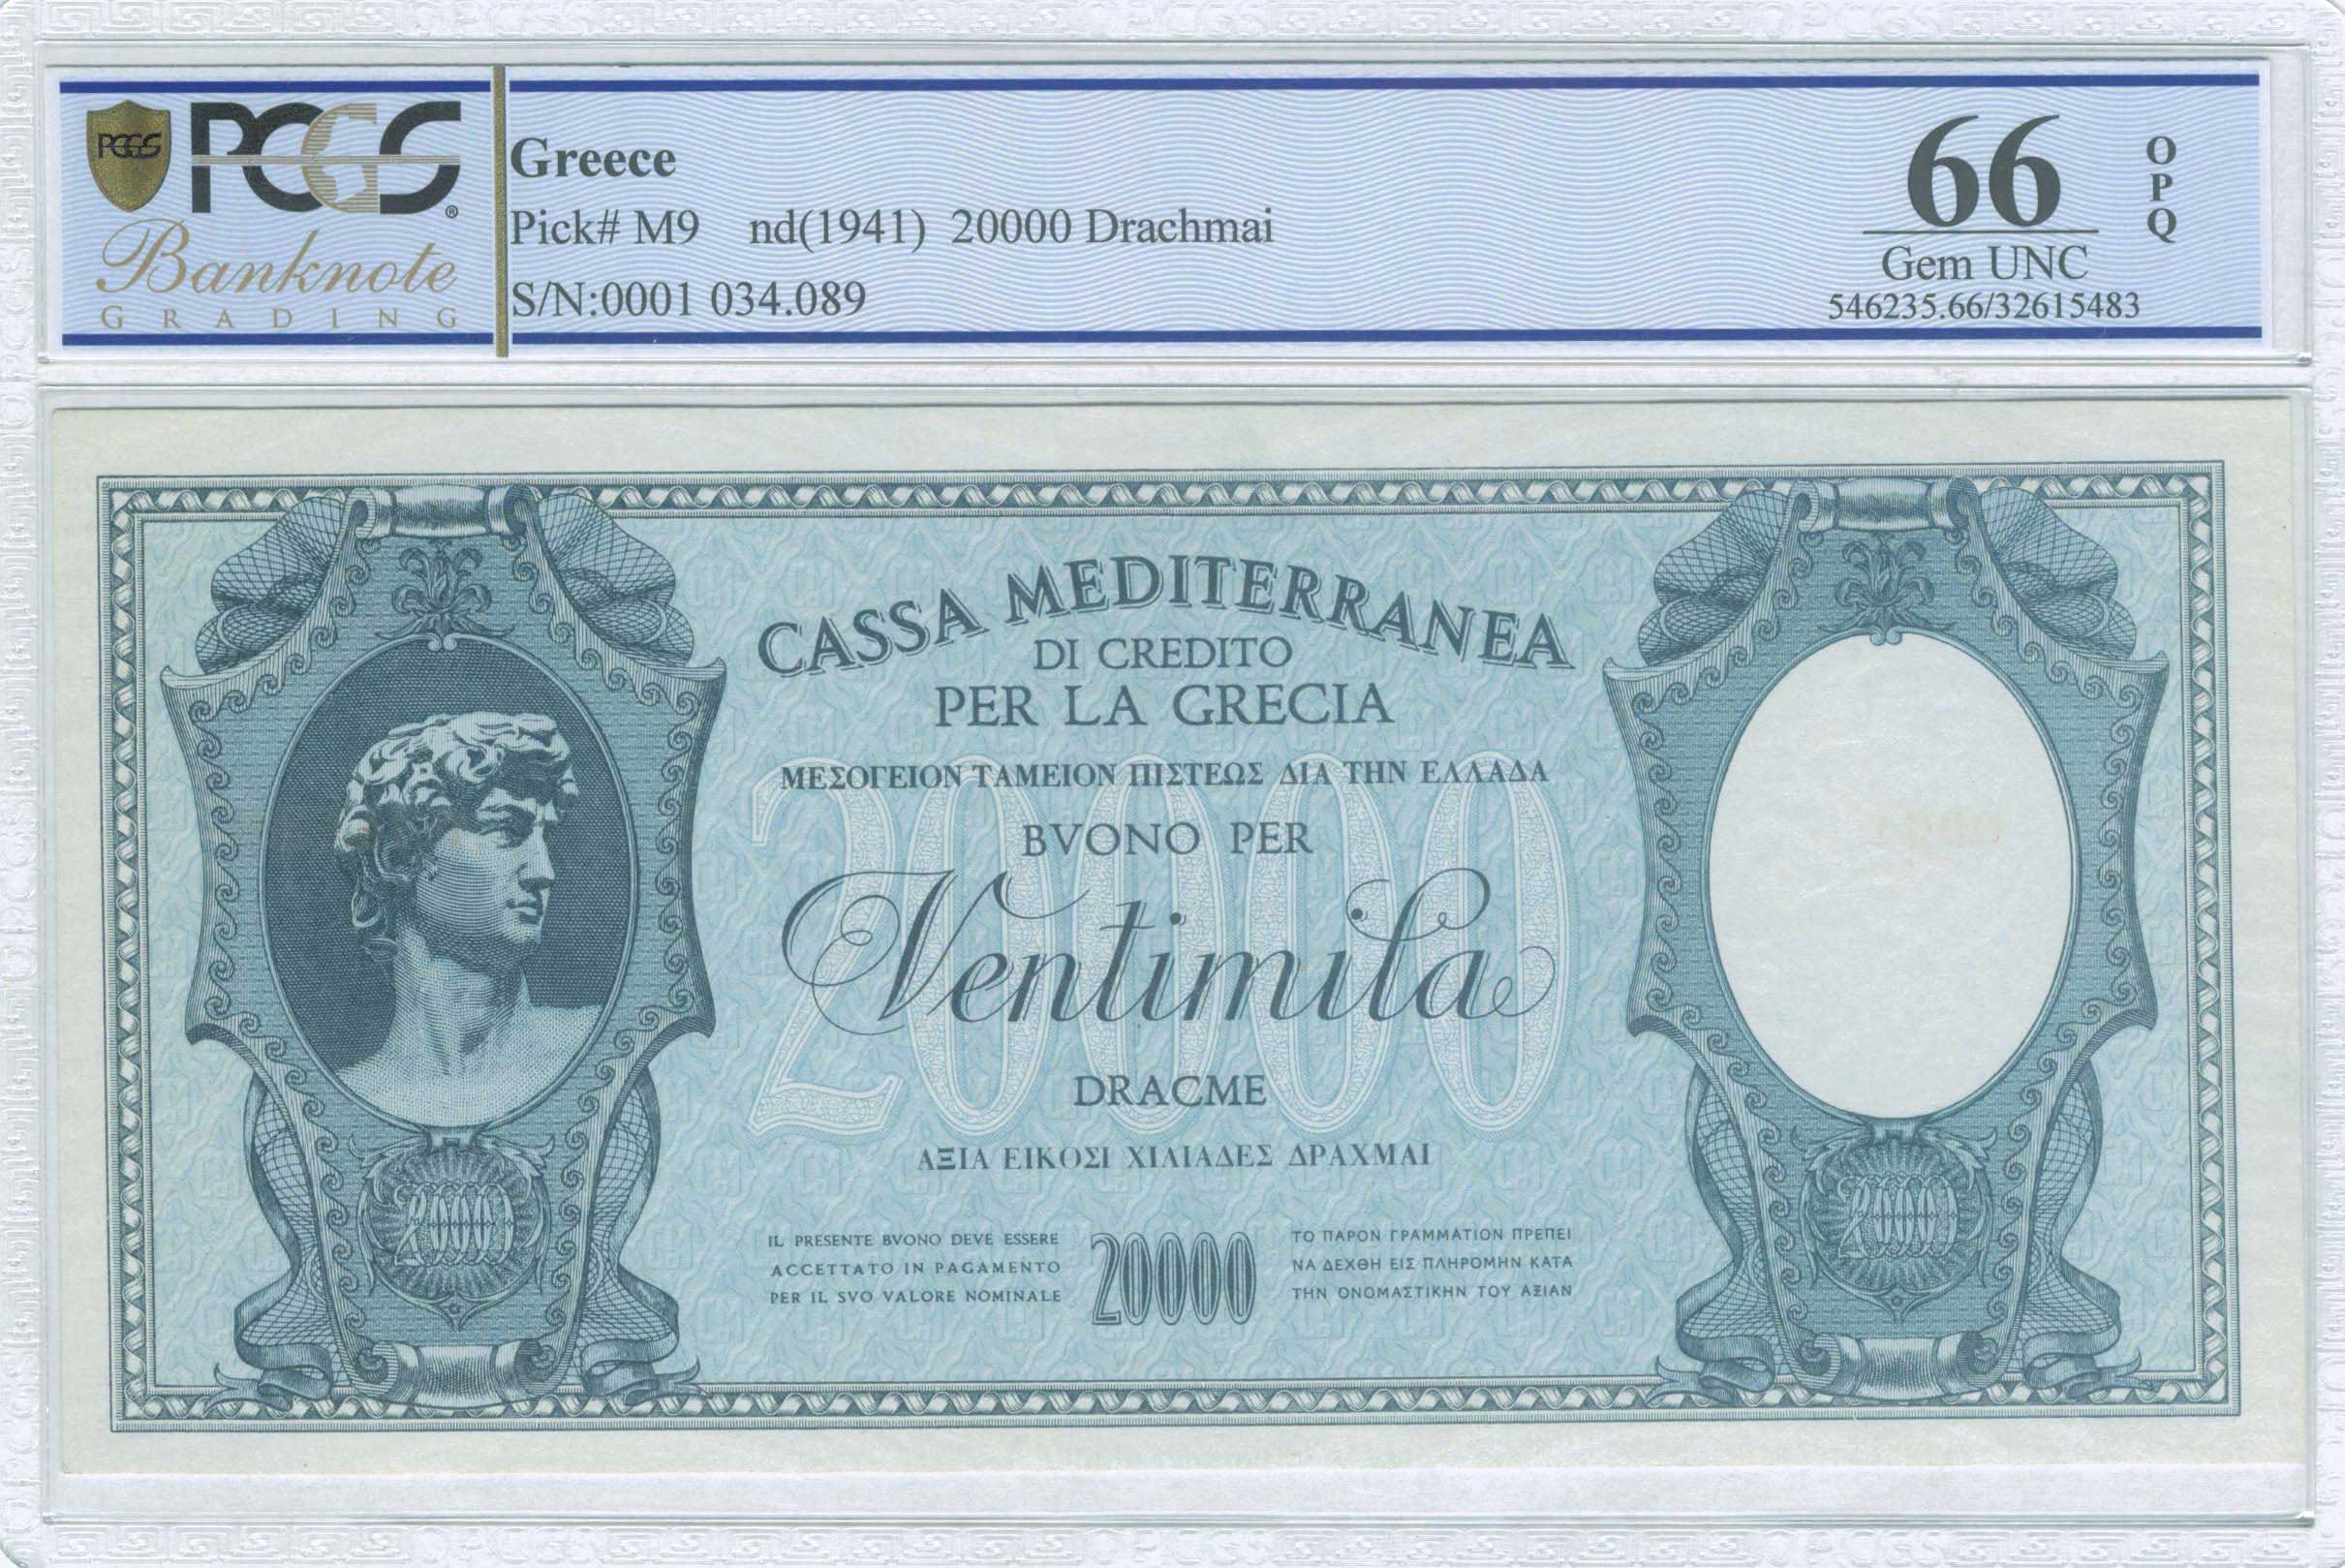 PCGS
PCGS®
Banknote
GRADING
Greece
Pick# M9 nd(1941) 20000 Drachmai
S/N:0001 034.089
66
OPQ
Gem UNC
546235.66/32615483
CASSA MEDITERRANEA
DI CREDITO
PER LA GRECIA
ΜΕΣΟΓΕΙΟΝ ΤΑΜΕΙΟΝ ΠΙΣΤΕΩΣ ΔΙΑ ΤΗΝ ΕΛΛΑΔΑ
BVONO PER
20000
Ventimila
DRACME
ΑΞΙΑ ΕΙΚΟΣΙ ΧΙΛΙΑΔΕΣ ΔΡΑΧΜΑΙ
IL PRESENTE BVONO DEVE ESSERE
ACCETTATO IN PAGAMENTO
PER IL SVO VALORE NOMINALE
20000
ΤΟ ΠΑΡΟΝ ΓΡΑΜΜΑΤΙΟΝ ΠΡΕΠΕΙ
ΝΑ ΔΕΧΘΗ ΕΙΣ ΠΛΗΡΟΜΗΝ ΚΑΤΑ
ΤΗΝ ΟΝΟΜΑΣΤΙΚΗΝ ΤΟΥ ΑΞΙΑΝ
20000
20000